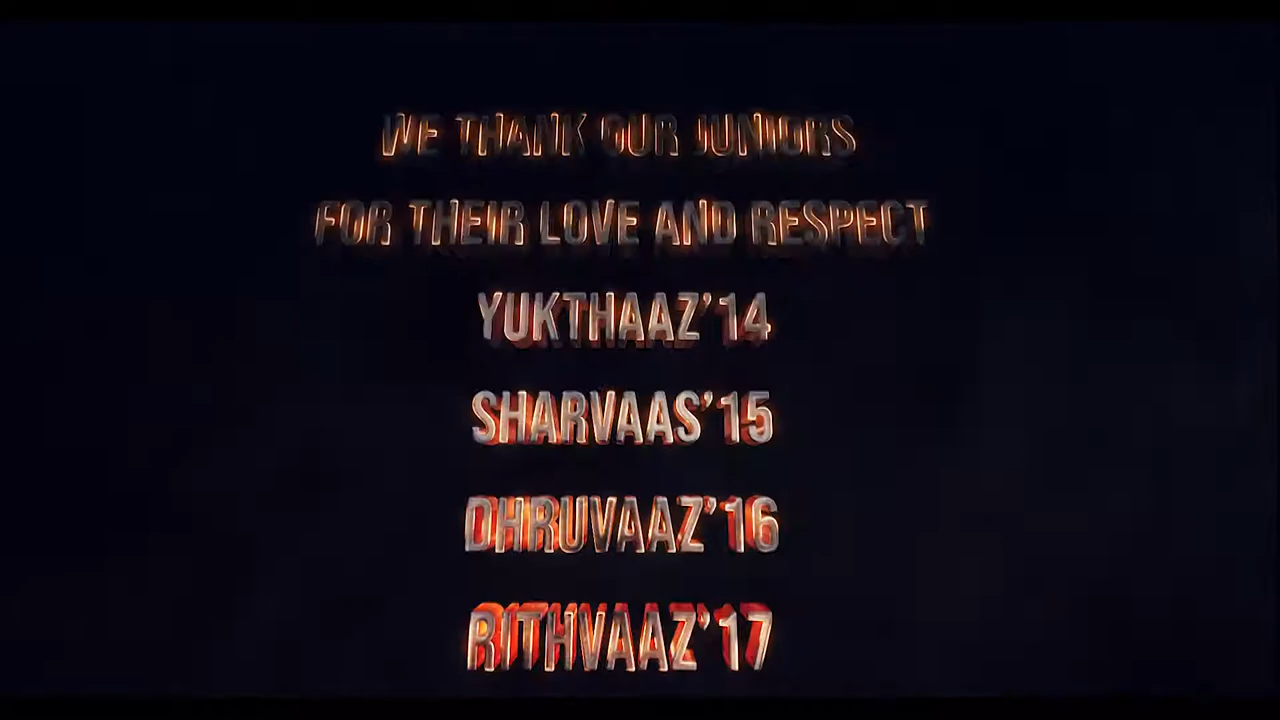 WE THANK OUR JUNIORS
FOR THEIR LOVE AND RESPECT
YUKTHAAZ'14
SHARVAAS'15
DHRUVAAZ'16
RITHVAAZ'17